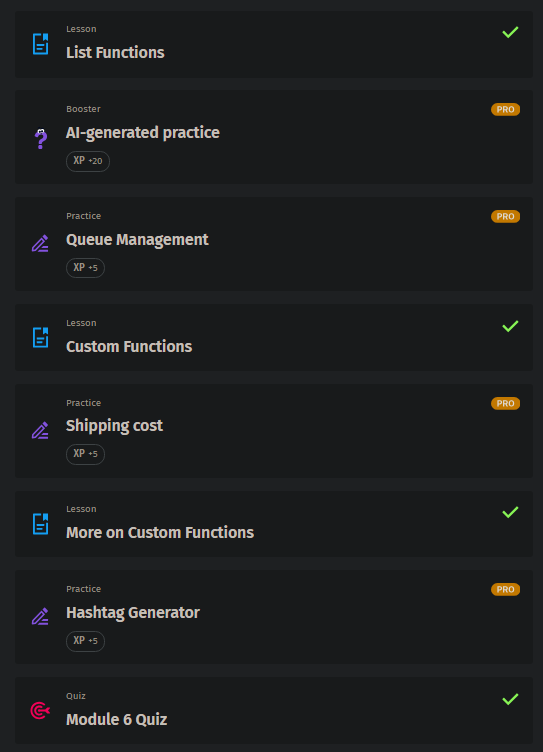 Lesson
List Functions
Booster
PRO
AI-generated practice
XP +20
Practice
PRO
Queue Management
XP +5
Lesson
Custom Functions
Practice
PRO
Shipping cost
XP +5
Lesson
More on Custom Functions
Practice
PRO
Hashtag Generator
XP +5
Quiz
Module 6 Quiz